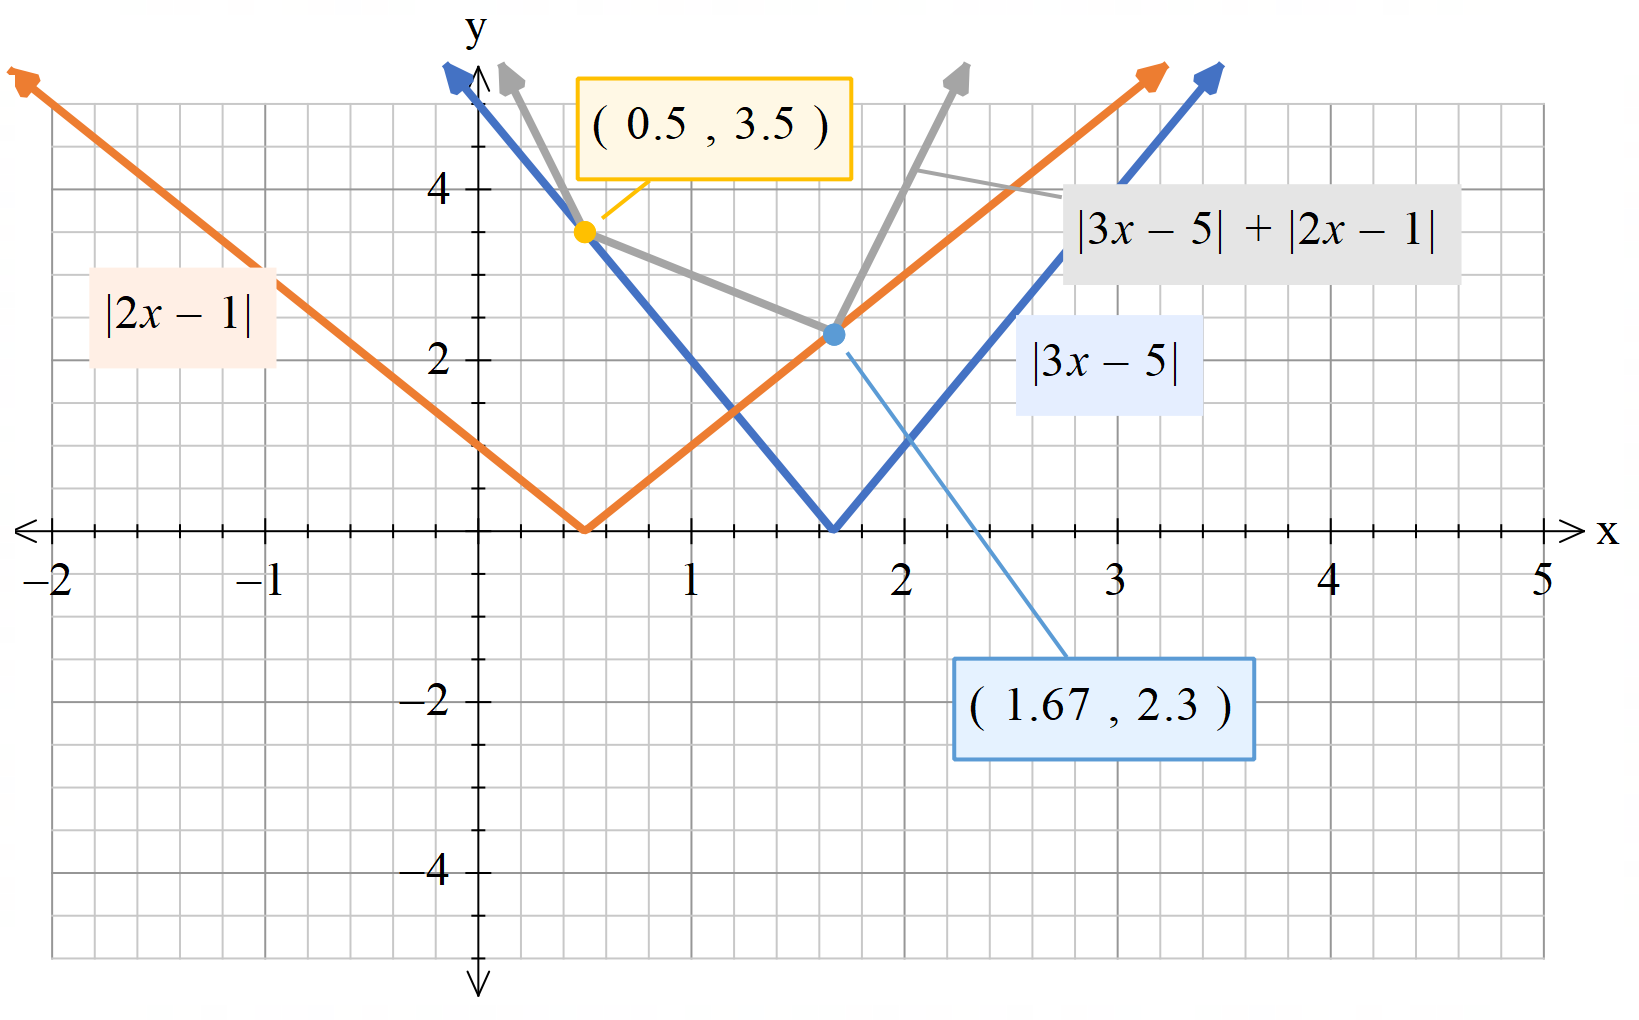 y
( 0.5 , 3.5 )
4
|3x − 5| + |2x − 1|
|2x − 1|
2
|3x − 5|
x
−2 −1 1 2 3 4 5
−2
( 1.67 , 2.3 )
−4